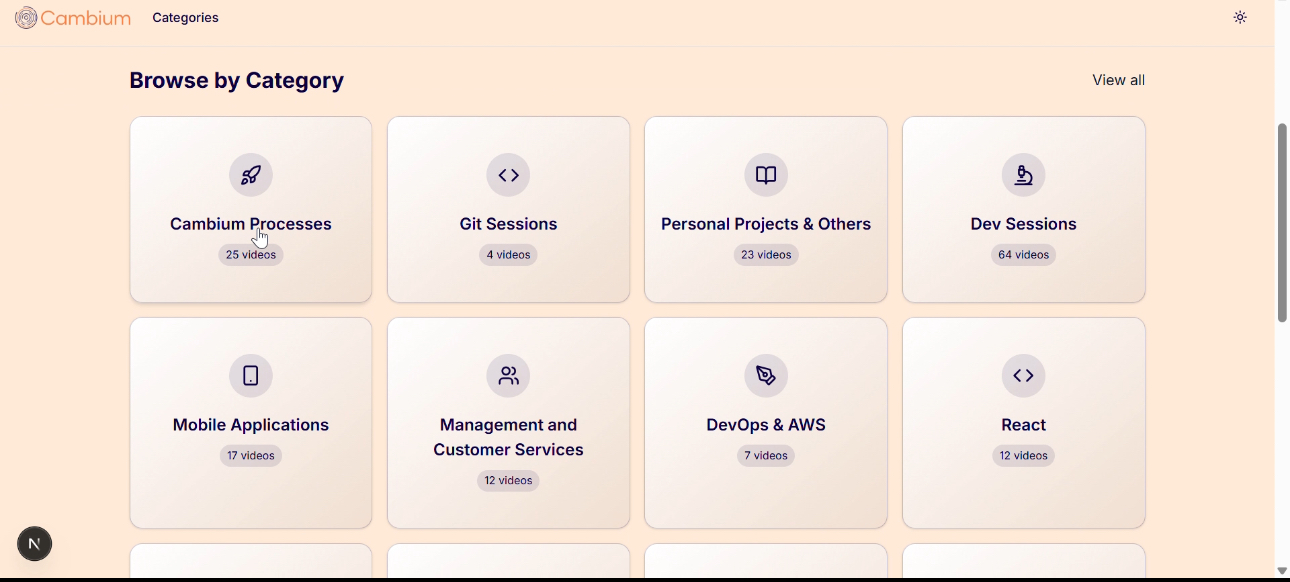 Cambium Categories
Browse by Category
View all
Cambium Processes
25 videos
Git Sessions
4 videos
Personal Projects & Others
23 videos
Dev Sessions
64 videos
Mobile Applications
17 videos
Management and
Customer Services
12 videos
DevOps & AWS
7 videos
React
12 videos
N